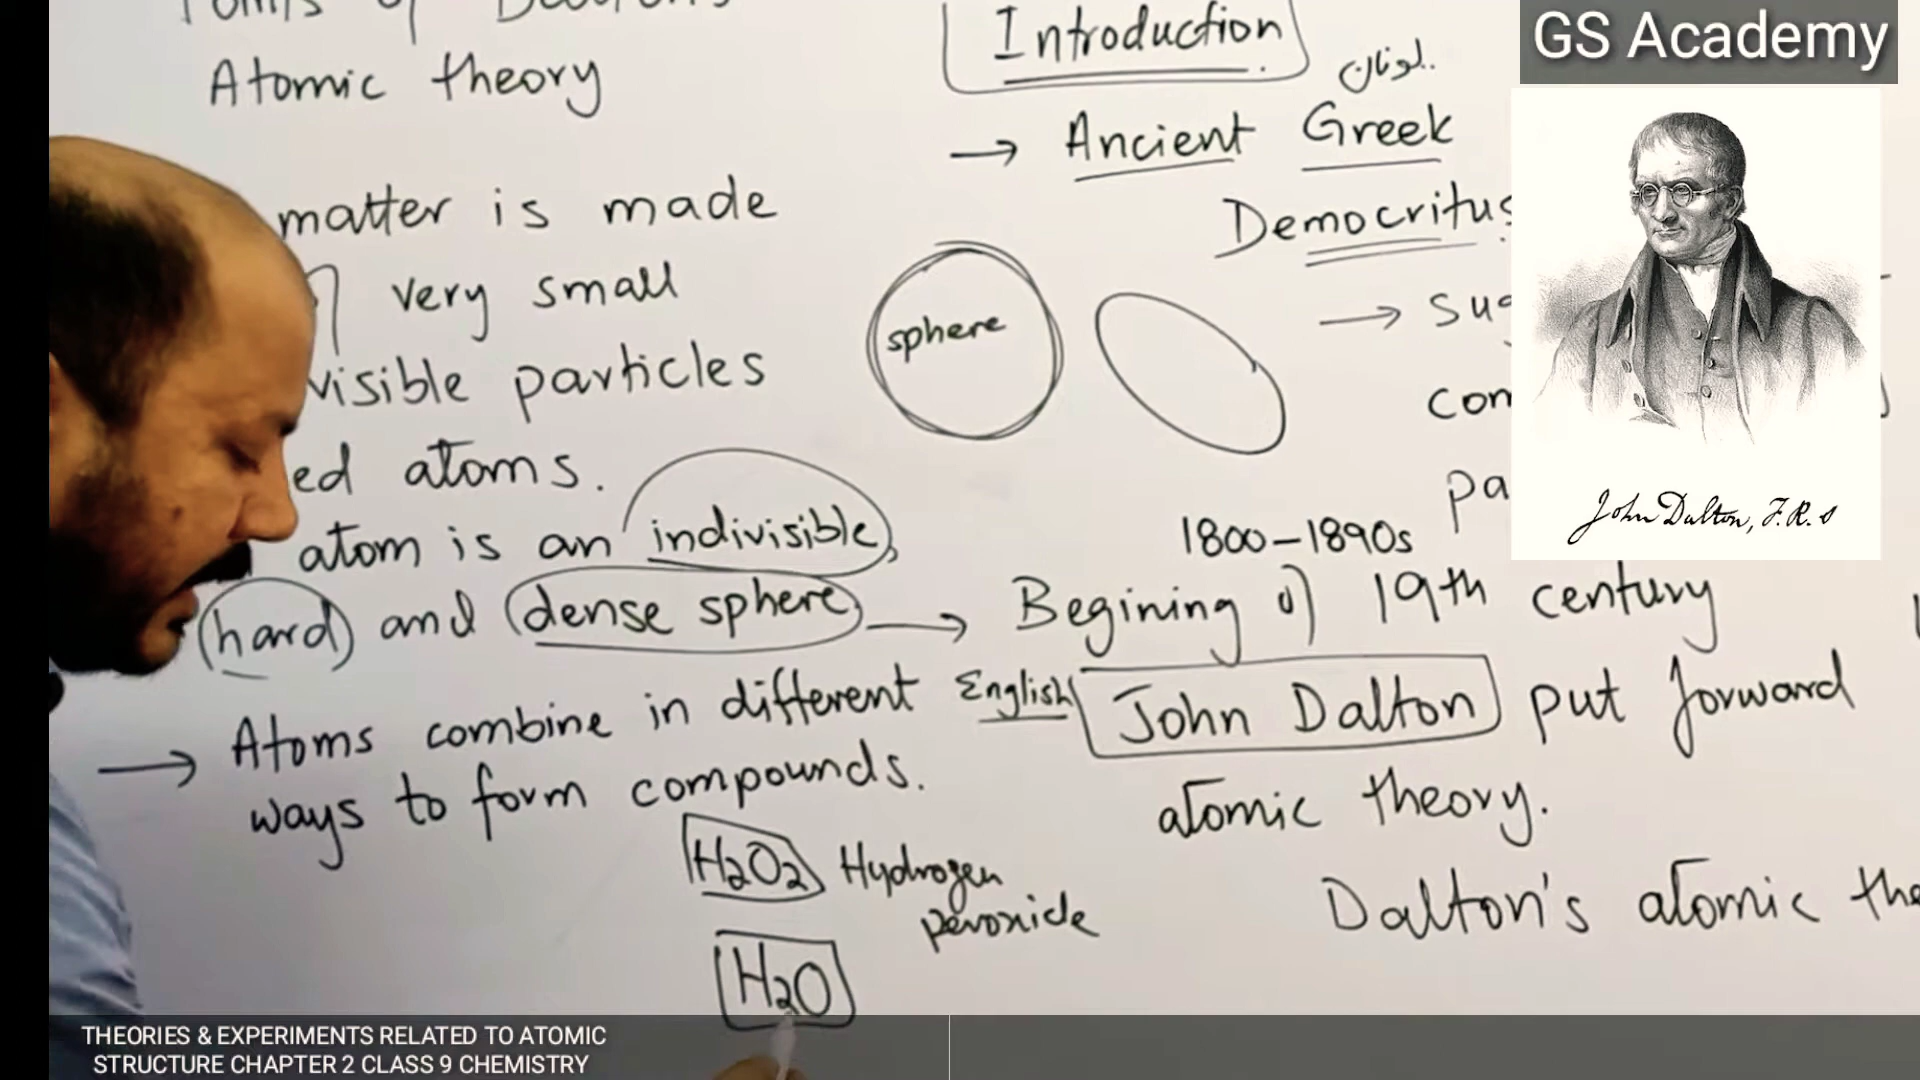 Atomic theory
matter is made
very small
visible particles
ed atoms.
atom is an indivisible,
hard and dense sphere
→ Atoms combine in different
ways to form compounds.
H2O2 Hydrogen
peroxide
H2O
sphere
Introduction
یونان
→ Ancient Greek
Democritus
→ sug
com
pa
1800-1890s
→ Begining of 19th century
English John Dalton put forward
atomic theory.
Dalton's atomic the
GS Academy
John Dalton, F.R.S
THEORIES & EXPERIMENTS RELATED TO ATOMIC
STRUCTURE CHAPTER 2 CLASS 9 CHEMISTRY